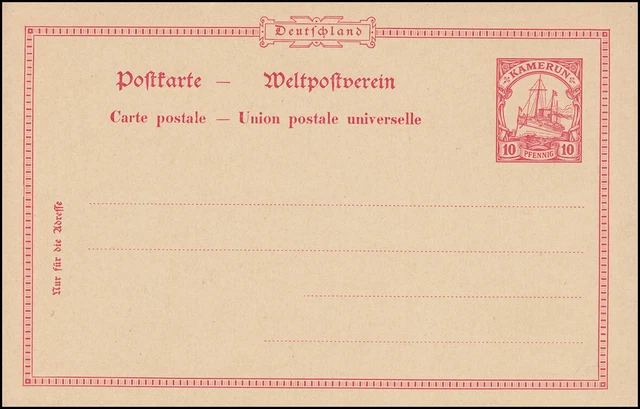 Deutſchland
Poſtkarte — Weltpoſtverein
Carte postale — Union postale universelle
KAMERUN
10 PFENNIG 10
Nur für die Adreſſe